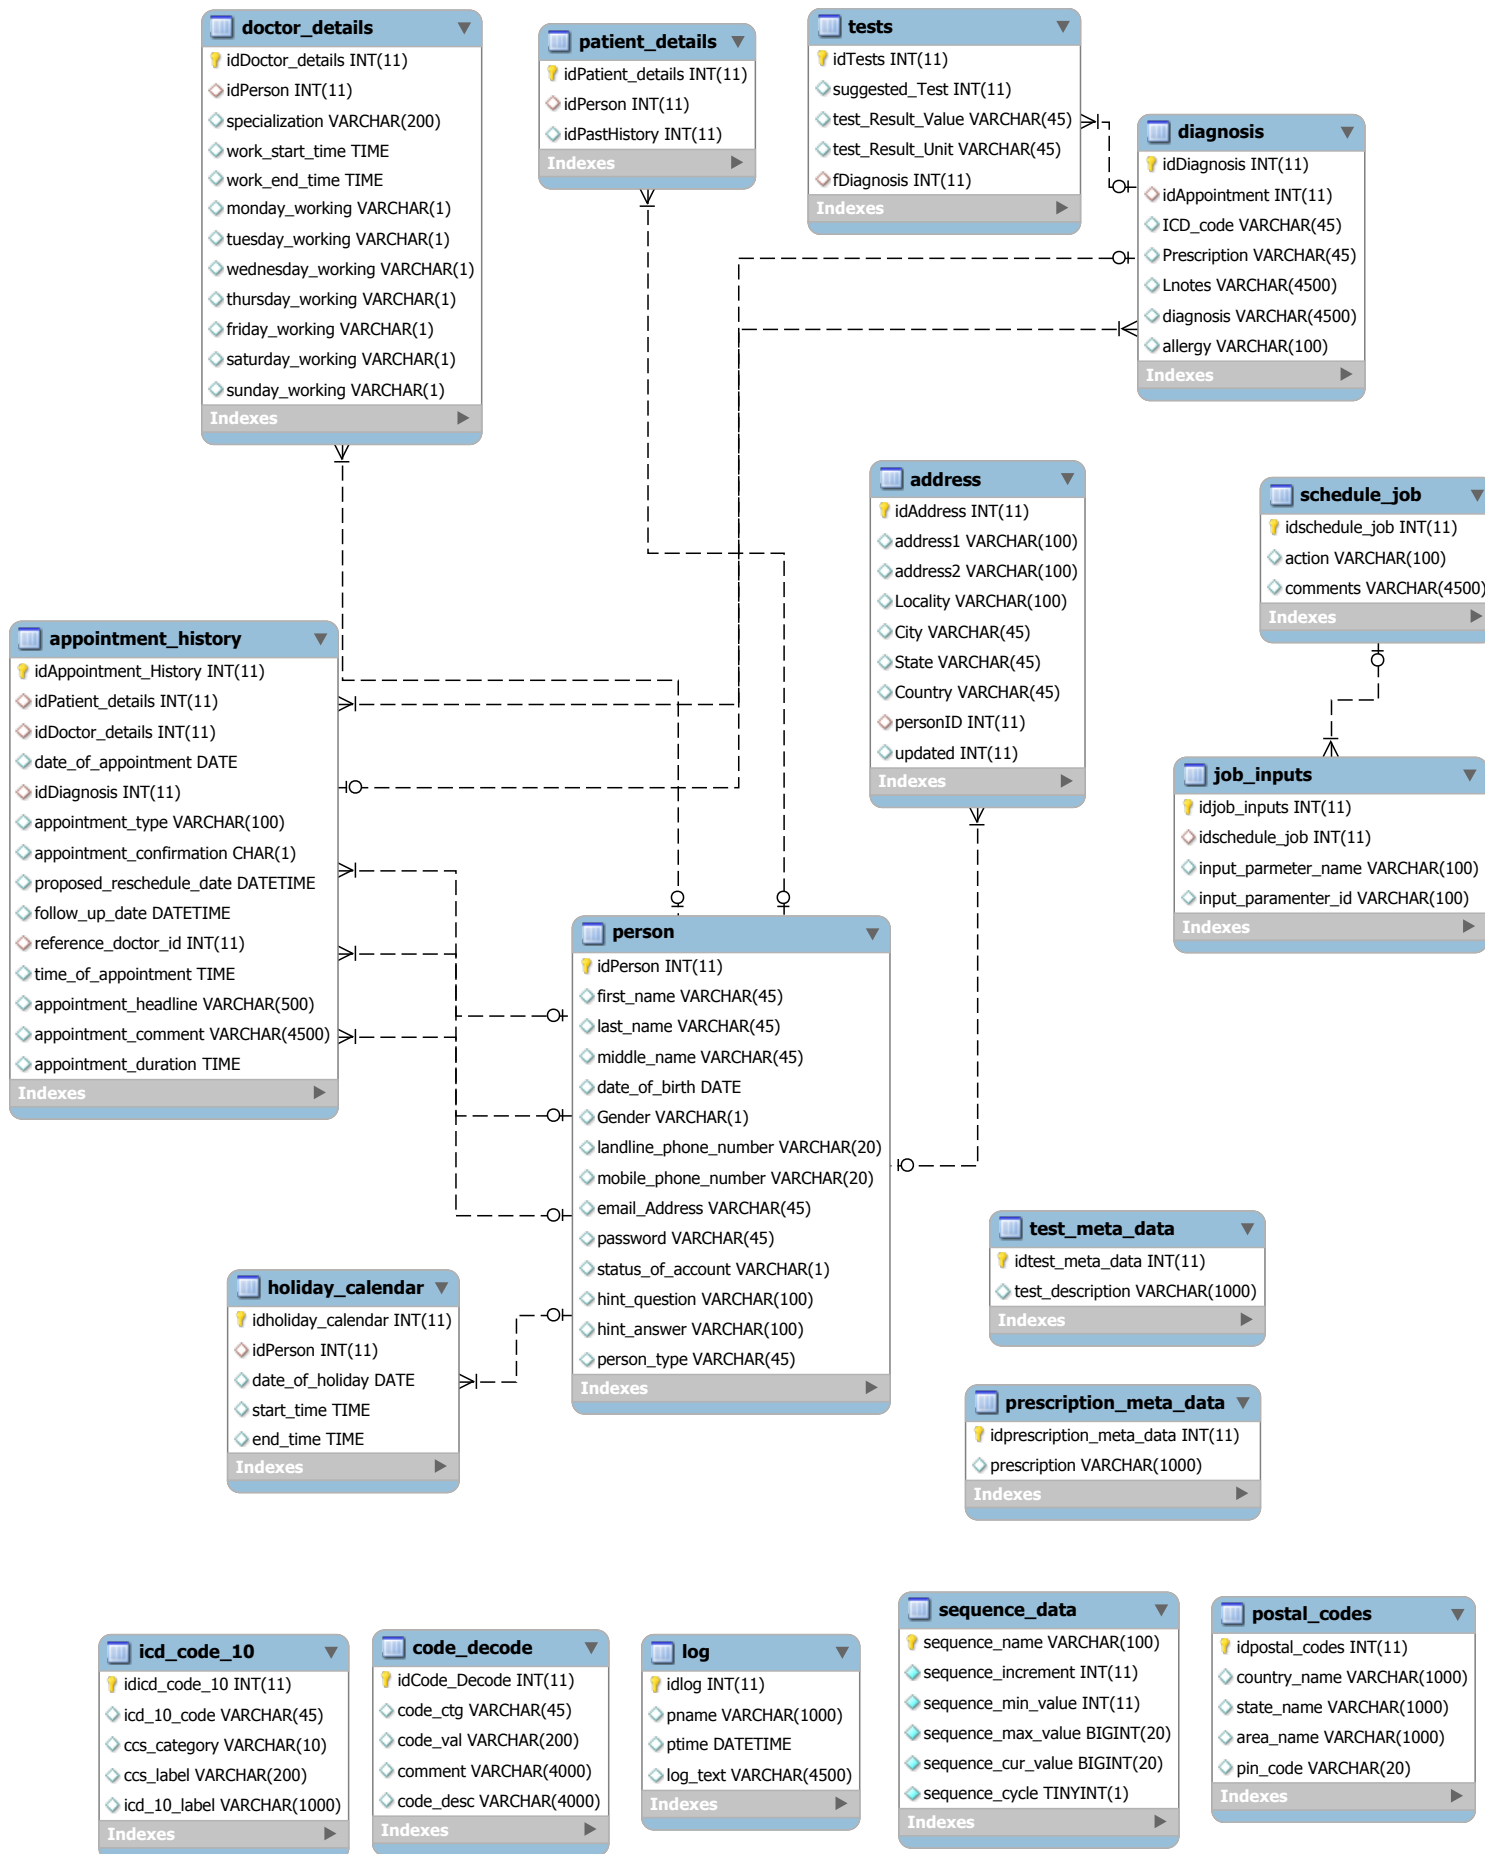 doctor_details
idDoctor_details INT(11)
idPerson INT(11)
specialization VARCHAR(200)
work_start_time TIME
work_end_time TIME
monday_working VARCHAR(1)
tuesday_working VARCHAR(1)
wednesday_working VARCHAR(1)
thursday_working VARCHAR(1)
friday_working VARCHAR(1)
saturday_working VARCHAR(1)
sunday_working VARCHAR(1)
Indexes
patient_details
idPatient_details INT(11)
idPerson INT(11)
idPastHistory INT(11)
Indexes
tests
idTests INT(11)
suggested_Test INT(11)
test_Result_Value VARCHAR(45)
test_Result_Unit VARCHAR(45)
fDiagnosis INT(11)
Indexes
diagnosis
idDiagnosis INT(11)
idAppointment INT(11)
ICD_code VARCHAR(45)
Prescription VARCHAR(45)
Lnotes VARCHAR(4500)
diagnosis VARCHAR(4500)
allergy VARCHAR(100)
Indexes
address
idAddress INT(11)
address1 VARCHAR(100)
address2 VARCHAR(100)
Locality VARCHAR(100)
City VARCHAR(45)
State VARCHAR(45)
Country VARCHAR(45)
personID INT(11)
updated INT(11)
Indexes
schedule_job
idschedule_job INT(11)
action VARCHAR(100)
comments VARCHAR(4500)
Indexes
appointment_history
idAppointment_History INT(11)
idPatient_details INT(11)
idDoctor_details INT(11)
date_of_appointment DATE
idDiagnosis INT(11)
appointment_type VARCHAR(100)
appointment_confirmation CHAR(1)
proposed_reschedule_date DATETIME
follow_up_date DATETIME
reference_doctor_id INT(11)
time_of_appointment TIME
appointment_headline VARCHAR(500)
appointment_comment VARCHAR(4500)
appointment_duration TIME
Indexes
job_inputs
idjob_inputs INT(11)
idschedule_job INT(11)
input_parmeter_name VARCHAR(100)
input_paramenter_id VARCHAR(100)
Indexes
person
idPerson INT(11)
first_name VARCHAR(45)
last_name VARCHAR(45)
middle_name VARCHAR(45)
date_of_birth DATE
Gender VARCHAR(1)
landline_phone_number VARCHAR(20)
mobile_phone_number VARCHAR(20)
email_Address VARCHAR(45)
password VARCHAR(45)
status_of_account VARCHAR(1)
hint_question VARCHAR(100)
hint_answer VARCHAR(100)
person_type VARCHAR(45)
Indexes
holiday_calendar
idholiday_calendar INT(11)
idPerson INT(11)
date_of_holiday DATE
start_time TIME
end_time TIME
Indexes
test_meta_data
idtest_meta_data INT(11)
test_description VARCHAR(1000)
Indexes
prescription_meta_data
idprescription_meta_data INT(11)
prescription VARCHAR(1000)
Indexes
icd_code_10
idicd_code_10 INT(11)
icd_10_code VARCHAR(45)
ccs_category VARCHAR(10)
ccs_label VARCHAR(200)
icd_10_label VARCHAR(1000)
Indexes
code_decode
idCode_Decode INT(11)
code_ctg VARCHAR(45)
code_val VARCHAR(200)
comment VARCHAR(4000)
code_desc VARCHAR(4000)
Indexes
log
idlog INT(11)
pname VARCHAR(1000)
ptime DATETIME
log_text VARCHAR(4500)
Indexes
sequence_data
sequence_name VARCHAR(100)
sequence_increment INT(11)
sequence_min_value INT(11)
sequence_max_value BIGINT(20)
sequence_cur_value BIGINT(20)
sequence_cycle TINYINT(1)
Indexes
postal_codes
idpostal_codes INT(11)
country_name VARCHAR(1000)
state_name VARCHAR(1000)
area_name VARCHAR(1000)
pin_code VARCHAR(20)
Indexes